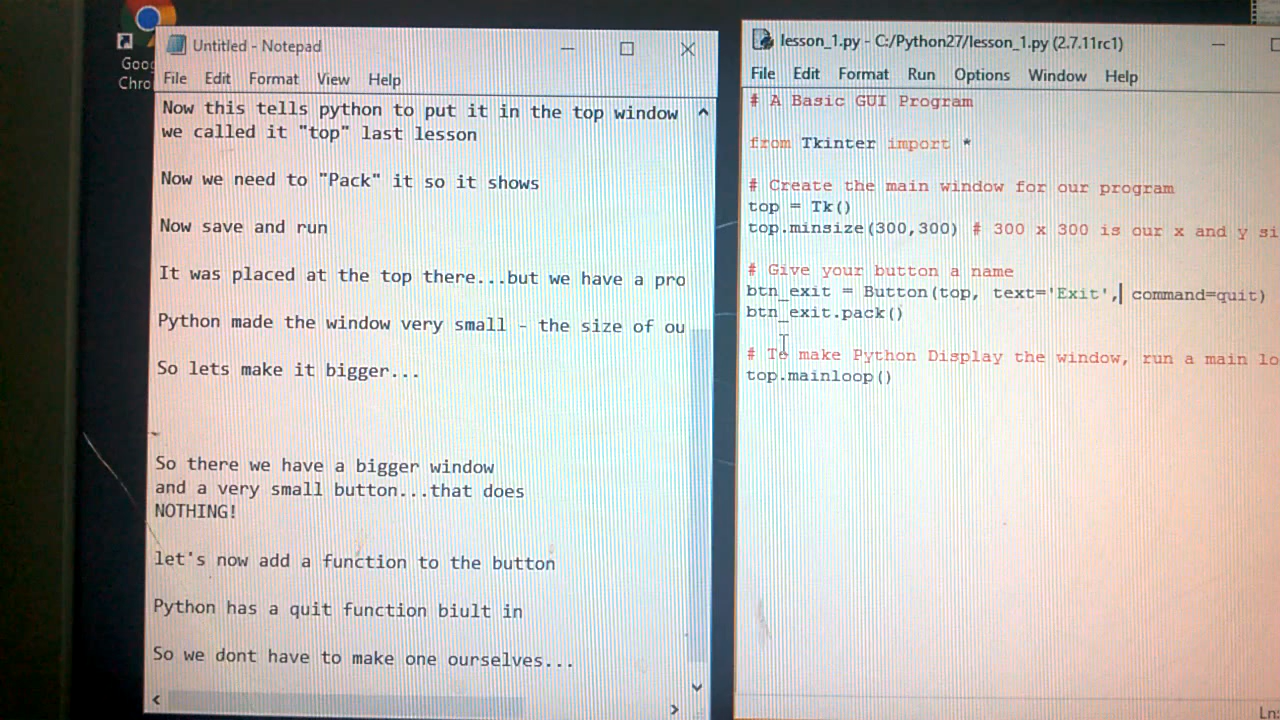 Untitled - Notepad
File Edit Format View Help
Now this tells python to put it in the top window
we called it "top" last lesson
Now we need to "Pack" it so it shows
Now save and run
It was placed at the top there...but we have a pro
Python made the window very small - the size of ou
So lets make it bigger...
So there we have a bigger window
and a very small button...that does
NOTHING!
let's now add a function to the button
Python has a quit function biult in
So we dont have to make one ourselves...
lesson_1.py - C:/Python27/lesson_1.py (2.7.11rc1)
File Edit Format Run Options Window Help
# A Basic GUI Program
from Tkinter import *
# Create the main window for our program
top = Tk()
top.minsize(300,300) # 300 x 300 is our x and y si
# Give your button a name
btn_exit = Button(top, text='Exit', command=quit)
btn_exit.pack()
# To make Python Display the window, run a main lo
top.mainloop()
Goo
Chro
Ln: